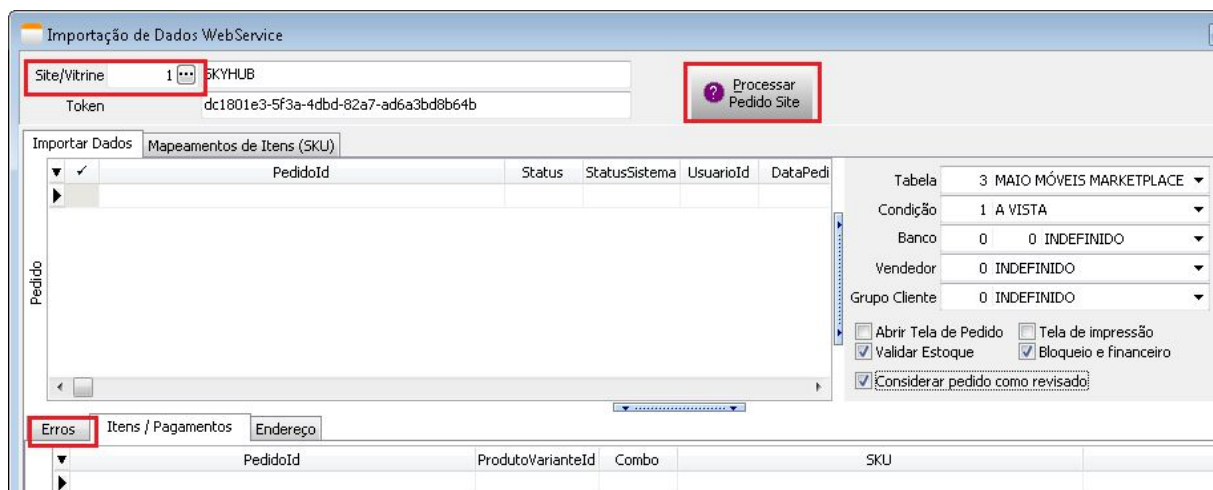 Importação de Dados WebService
Site/Vitrine 1 ... SKYHUB
Processar Pedido Site
Token dc1801e3-5f3a-4dbd-82a7-ad6a3bd8b64b
Importar Dados Mapeamentos de Itens (SKU)
PedidoId Status StatusSistema UsuarioId DataPedi
Pedido
Tabela 3 MAIO MÓVEIS MARKETPLACE
Condição 1 A VISTA
Banco 0 0 INDEFINIDO
Vendedor 0 INDEFINIDO
Grupo Cliente 0 INDEFINIDO
Abrir Tela de Pedido Tela de impressão
Validar Estoque Bloqueio e financeiro
Considerar pedido como revisado
Erros Itens / Pagamentos Endereço
PedidoId ProdutoVarianteId Combo SKU